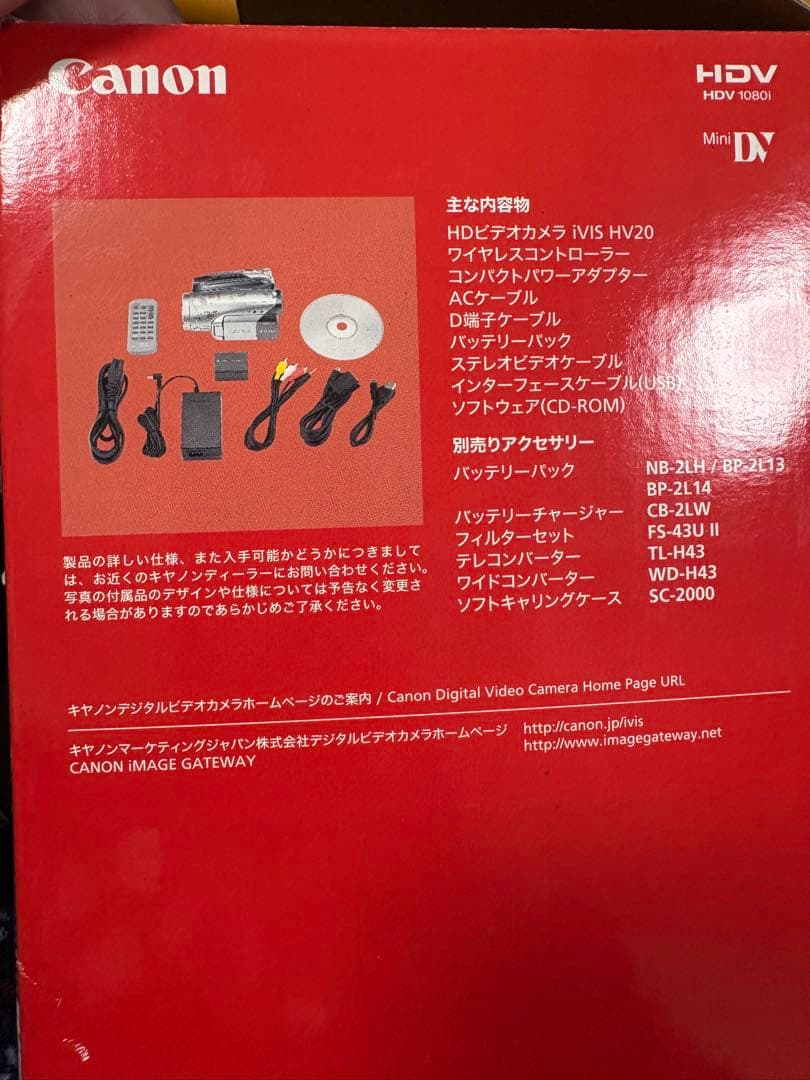 Canon
HDV
HDV 1080i
Mini DV
主な内容物
HDビデオカメラ iVIS HV20
ワイヤレスコントローラー
コンパクトパワーアダプター
ACケーブル
D端子ケーブル
バッテリーパック
ステレオビデオケーブル
インターフェースケーブル(USB)
ソフトウェア(CD-ROM)
別売りアクセサリー
バッテリーパック NB-2LH / BP-2L13
BP-2L14
バッテリーチャージャー CB-2LW
フィルターセット FS-43U II
テレコンバーター TL-H43
ワイドコンバーター WD-H43
ソフトキャリングケース SC-2000
製品の詳しい仕様、また入手可能かどうかにつきまして
は、お近くのキヤノンディーラーにお問い合わせください。
写真の付属品のデザインや仕様については予告なく変更さ
れる場合がありますのであらかじめご了承ください。
キヤノンデジタルビデオカメラホームページのご案内 / Canon Digital Video Camera Home Page URL
キヤノンマーケティングジャパン株式会社デジタルビデオカメラホームページ http://canon.jp/ivis
CANON iMAGE GATEWAY http://www.imagegateway.net